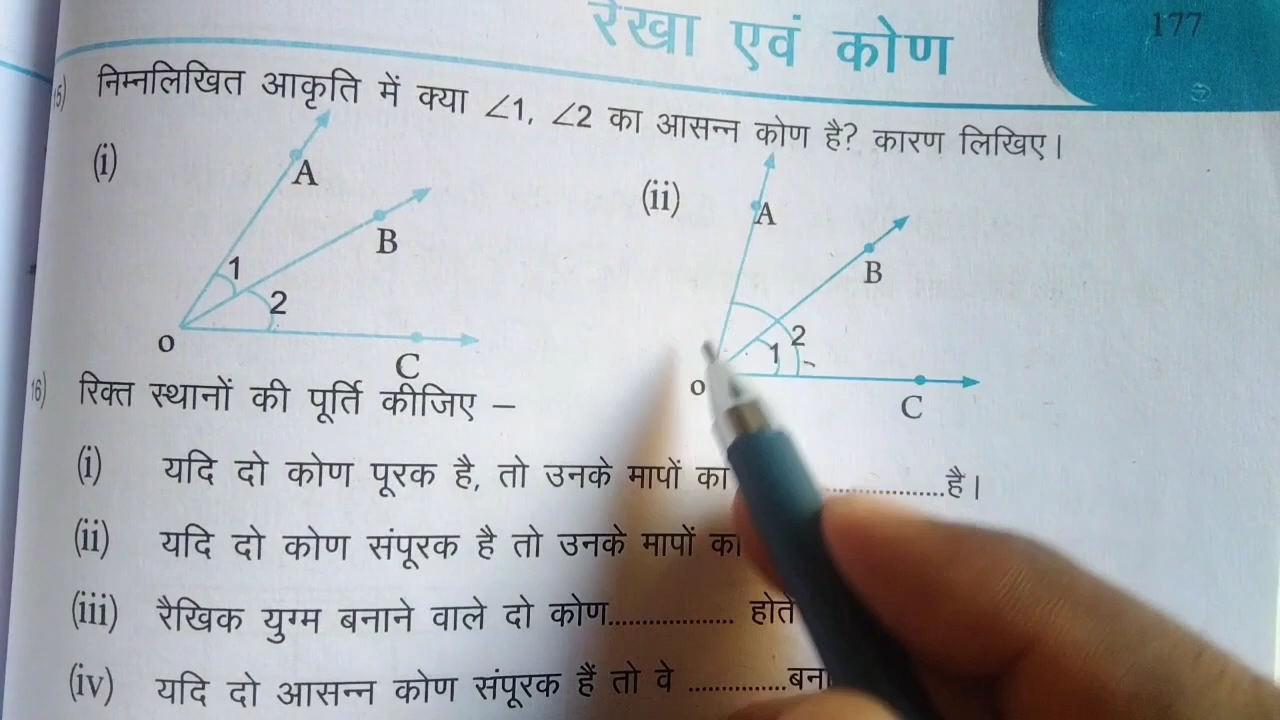 177
रेखा एवं कोण
15) निम्नलिखित आकृति में क्या ∠1, ∠2 का आसन्न कोण है? कारण लिखिए।
(i)
A
B
1
2
O
C
(ii)
A
B
2
1
O
C
16) रिक्त स्थानों की पूर्ति कीजिए –
(i) यदि दो कोण पूरक है, तो उनके मापों का ...................है।
(ii) यदि दो कोण संपूरक है तो उनके मापों का
(iii) रैखिक युग्म बनाने वाले दो कोण................... होते
(iv) यदि दो आसन्न कोण संपूरक हैं तो वे ...............